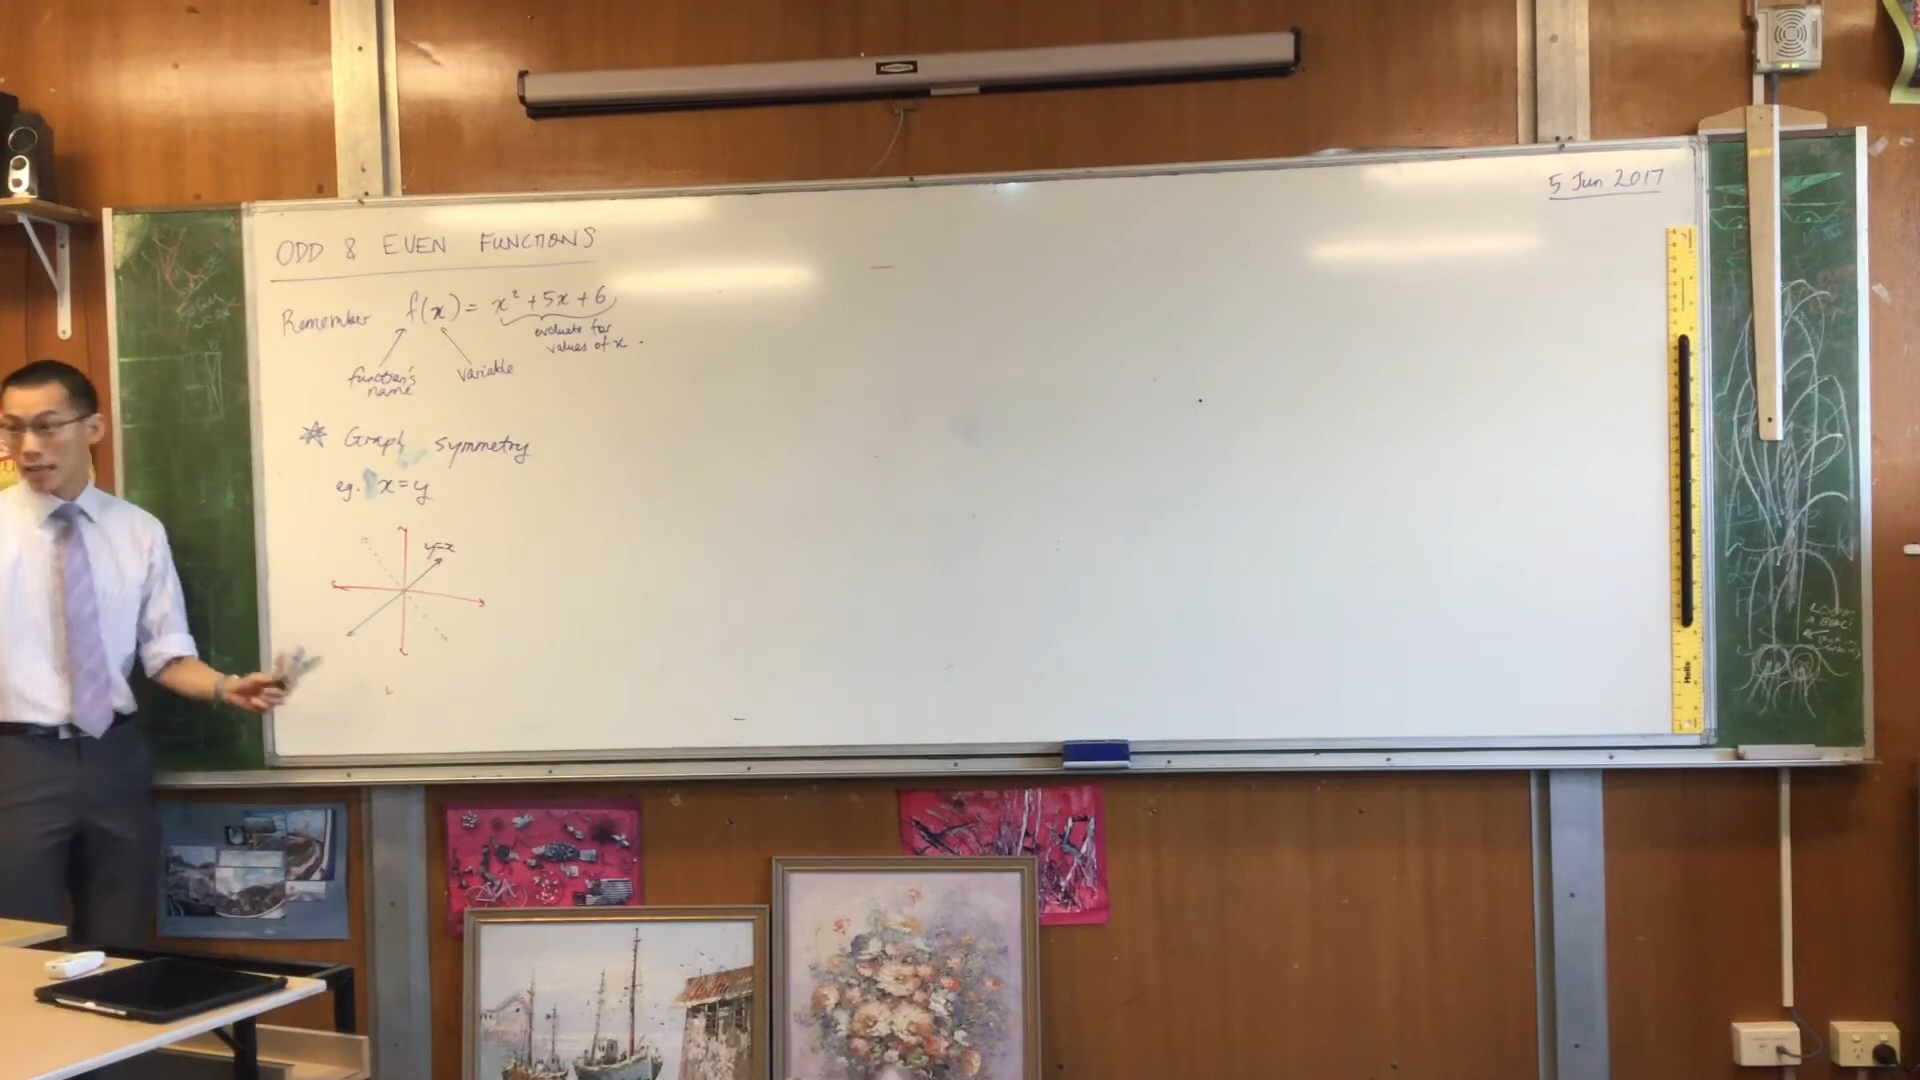 5 Jun 2017
ODD & EVEN FUNCTIONS
Remember f(x) = x² + 5x + 6
evaluate for
values of x.
function's
name
variable
Graph symmetry
eg. x=y
y=x
Helix